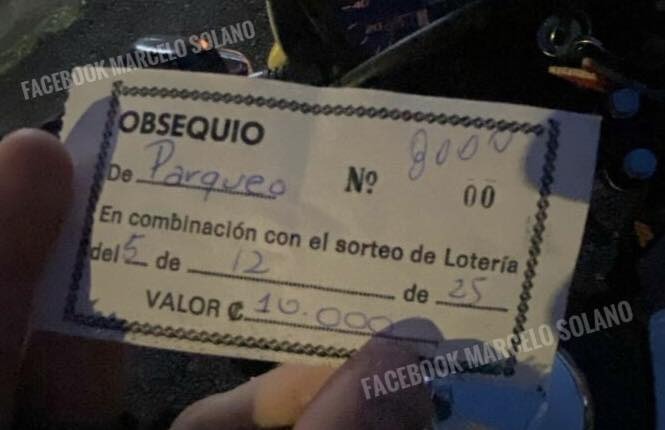 FACEBOOK MARCELO SOLANO
OBSEQUIO
8000
De Parqueo Nº 00
En combinación con el sorteo de Lotería
del 5 de 12 de 25
VALOR ₡ 10.000
FACEBOOK MARCELO SOLANO